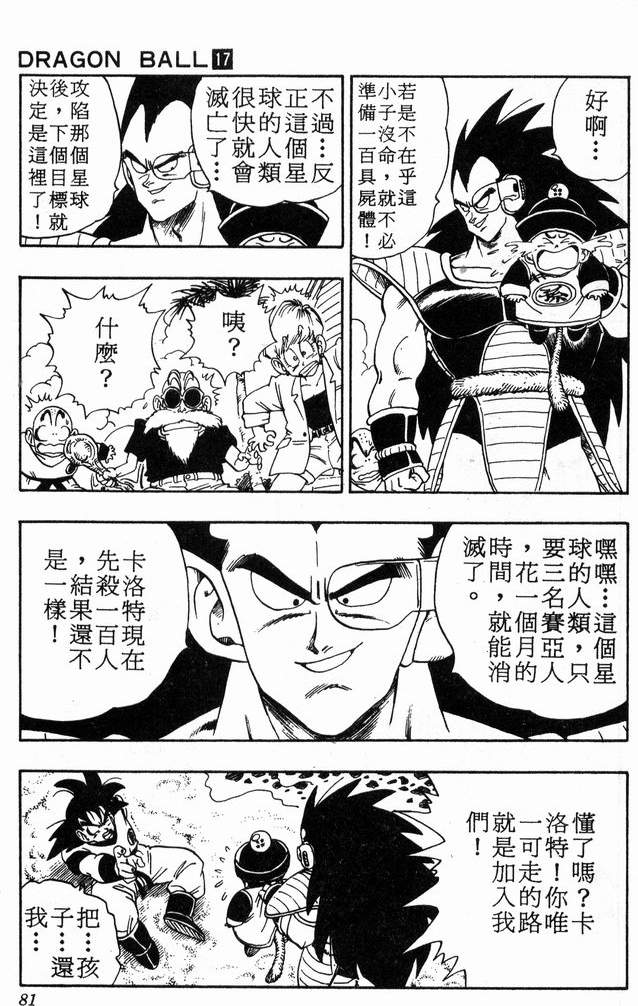 DRAGON BALL 17
好啊…
若是不在乎這
小子沒命，就不必
準備一百具屍體！
不過…反
正這個星
球的人類
很快就會
滅亡了…
攻陷那個星球
後，下個目標就
決定是這裡了！
咦？
什麼？
嘿嘿…這個星
球的人類，只
要三名賽亞人
，花一個月的
時間，就能消
滅了。
卡洛特現在
先殺一百人
，結果還不
是一樣！
懂了嗎？卡
洛特！你唯
一可走的路
就是加入我
們！
孫
把…孩
子…還
我…
81